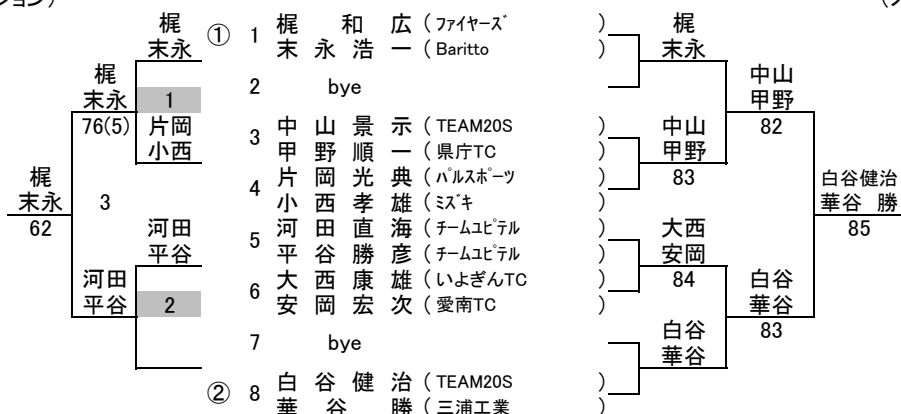 ション）
梶 末永
梶 末永 76(5)
1
片岡 小西
梶 末永 62
3
河田 平谷
河田 平谷
2
① 1 梶 和 広（ファイヤーズ ）
末 永 浩 一（Baritto ）
2 bye
3 中 山 景 示（TEAM20S ）
甲 野 順 一（県庁TC ）
4 片 岡 光 典（パルスポーツ ）
小 西 孝 雄（ミズキ ）
5 河 田 直 海（チームユピテル ）
平 谷 勝 彦（チームユピテル ）
6 大 西 康 雄（いよぎんTC ）
安 岡 宏 次（愛南TC ）
7 bye
② 8 白 谷 健 治（TEAM20S ）
華 谷 勝（三浦工業 ）
梶 末永
中山 甲野 83
大西 安岡 84
白谷 華谷
中山 甲野 82
白谷 華谷 83
白谷健治
華谷 勝
85